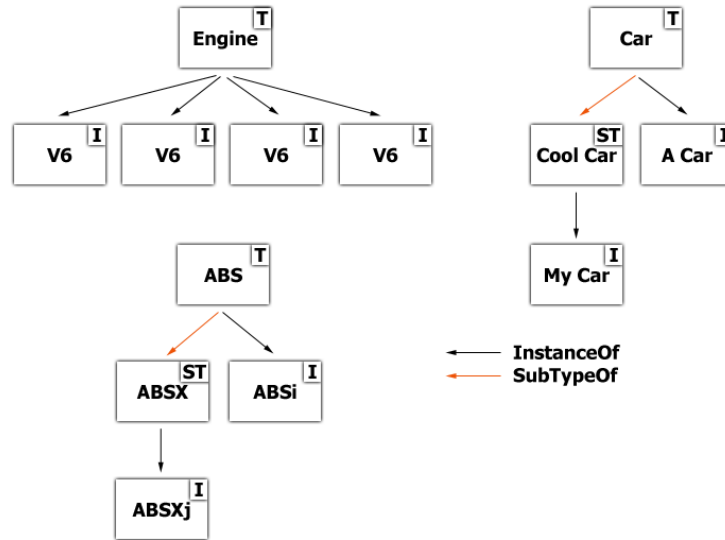 T
Engine
T
Car
I
V6
I
V6
I
V6
I
V6
ST
Cool Car
I
A Car
T
ABS
I
My Car
InstanceOf
SubTypeOf
ST
ABSX
I
ABSi
I
ABSXj